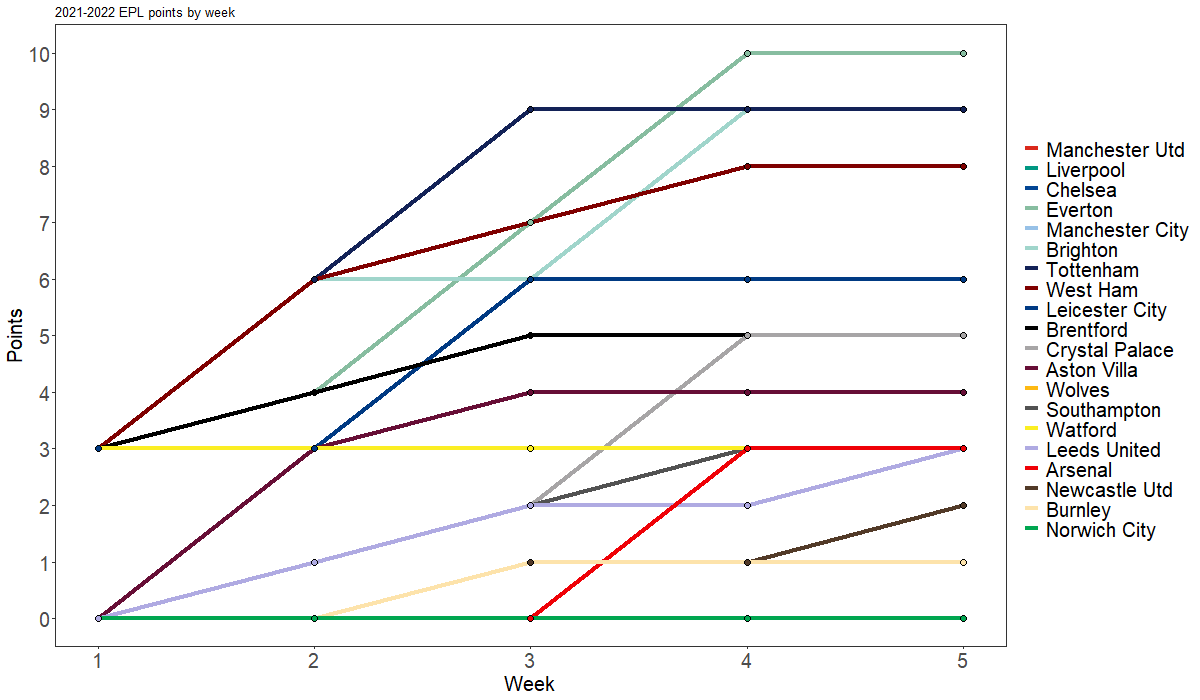 2021-2022 EPL points by week
10
9
8
7
6
5
4
3
2
1
0
Points
1 2 3 4 5
Week
Manchester Utd
Liverpool
Chelsea
Everton
Manchester City
Brighton
Tottenham
West Ham
Leicester City
Brentford
Crystal Palace
Aston Villa
Wolves
Southampton
Watford
Leeds United
Arsenal
Newcastle Utd
Burnley
Norwich City